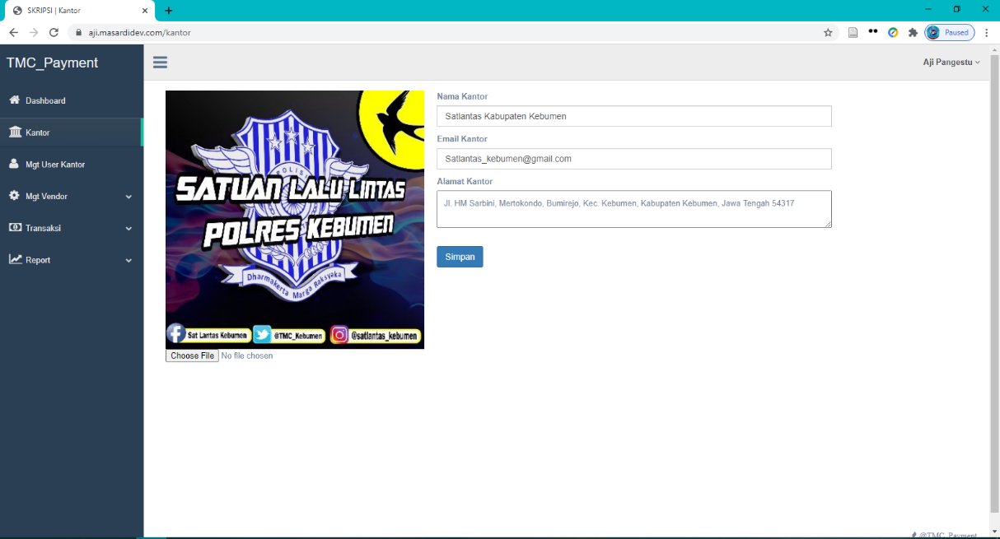 SKRIPSI | Kantor
aji.masardidev.com/kantor
Paused
TMC_Payment
Aji Pangestu
Dashboard
Kantor
Mgt User Kantor
Mgt Vendor
Transaksi
Report
POLISI
SATUAN LALU LINTAS
POLRES KEBUMEN
Dharmakerta Marga Raksyaka
Sat Lantas Kebumen
@TMC_Kebumen
@satlantas_kebumen
Choose File No file chosen
Nama Kantor
Satlantas Kabupaten Kebumen
Email Kantor
Satlantas_kebumen@gmail.com
Alamat Kantor
Jl. HM Sarbini, Mertokondo, Bumirejo, Kec. Kebumen, Kabupaten Kebumen, Jawa Tengah 54317
Simpan
@TMC_Payment